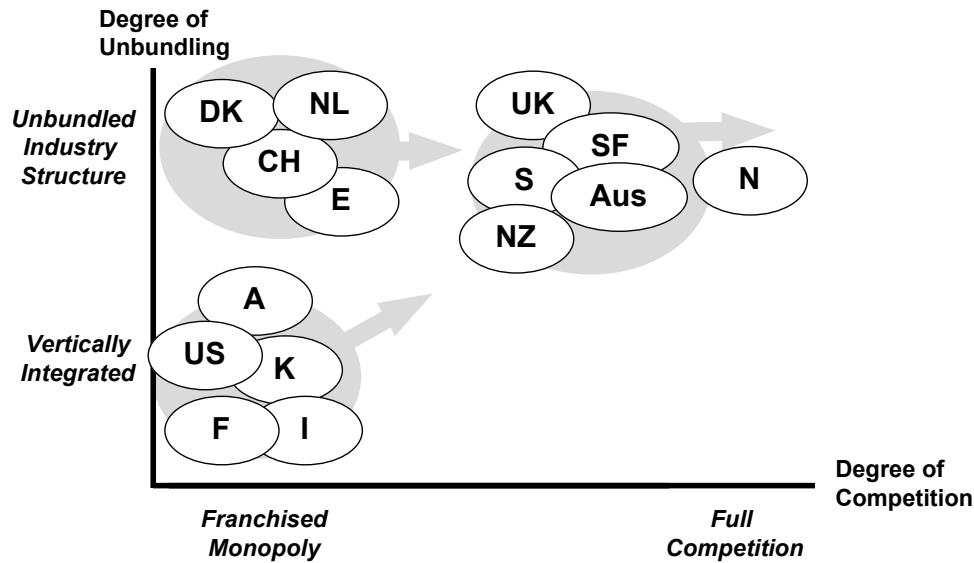 Degree of
Unbundling
Unbundled
Industry
Structure
DK
NL
CH
E
UK
SF
S
Aus
N
NZ
Vertically
Integrated
A
US
K
F
I
Degree of
Competition
Franchised
Monopoly
Full
Competition